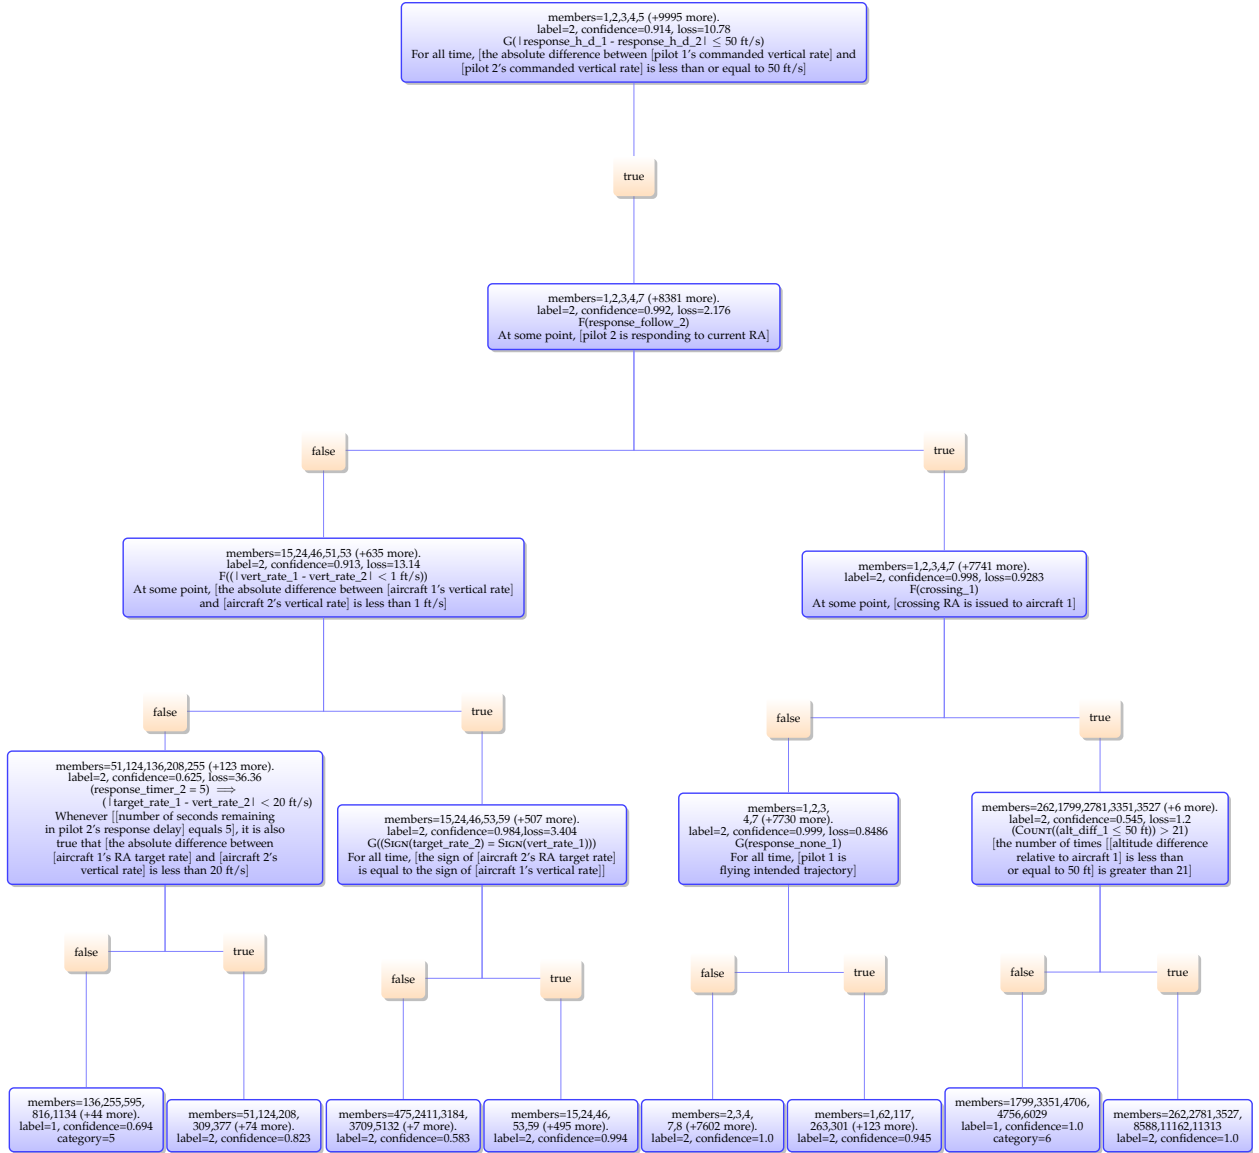 members=1,2,3,4,5 (+9995 more).
label=2, confidence=0.914, loss=10.78
G(|response_h_d_1 - response_h_d_2| ≤ 50 ft/s)
For all time, [the absolute difference between [pilot 1's commanded vertical rate] and
[pilot 2's commanded vertical rate] is less than or equal to 50 ft/s]
true
members=1,2,3,4,7 (+8381 more).
label=2, confidence=0.992, loss=2.176
F(response_follow_2)
At some point, [pilot 2 is responding to current RA]
false
true
members=15,24,46,51,53 (+635 more).
label=2, confidence=0.913, loss=13.14
F((|vert_rate_1 - vert_rate_2| < 1 ft/s))
At some point, [the absolute difference between [aircraft 1's vertical rate]
and [aircraft 2's vertical rate] is less than 1 ft/s]
members=1,2,3,4,7 (+7741 more).
label=2, confidence=0.998, loss=0.9283
F(crossing_1)
At some point, [crossing RA is issued to aircraft 1]
false
true
false
true
members=51,124,136,208,255 (+123 more).
label=2, confidence=0.625, loss=36.36
(response_timer_2 = 5) ⟹
(|target_rate_1 - vert_rate_2| < 20 ft/s)
Whenever [[number of seconds remaining
in pilot 2's response delay] equals 5], it is also
true that [the absolute difference between
[aircraft 1's RA target rate] and [aircraft 2's
vertical rate] is less than 20 ft/s]
members=15,24,46,53,59 (+507 more).
label=2, confidence=0.984,loss=3.404
G((SIGN(target_rate_2) = SIGN(vert_rate_1)))
For all time, [the sign of [aircraft 2's RA target rate]
is equal to the sign of [aircraft 1's vertical rate]]
members=1,2,3,
4,7 (+7730 more).
label=2, confidence=0.999, loss=0.8486
G(response_none_1)
For all time, [pilot 1 is
flying intended trajectory]
members=262,1799,2781,3351,3527 (+6 more).
label=2, confidence=0.545, loss=1.2
(COUNT((alt_diff_1 ≤ 50 ft)) > 21)
[the number of times [[altitude difference
relative to aircraft 1] is less than
or equal to 50 ft] is greater than 21]
false
true
false
true
false
true
false
true
members=136,255,595,
816,1134 (+44 more).
label=1, confidence=0.694
category=5
members=51,124,208,
309,377 (+74 more).
label=2, confidence=0.823
members=475,2411,3184,
3709,5132 (+7 more).
label=2, confidence=0.583
members=15,24,46,
53,59 (+495 more).
label=2, confidence=0.994
members=2,3,4
7,8 (+7602 more).
label=2, confidence=1.0
members=1,62,117,
263,301 (+123 more).
label=2, confidence=0.945
members=1799,3351,4706,
4756,6029
label=1, confidence=1.0
category=6
members=262,2781,3527,
8588,11162,11313
label=2, confidence=1.0